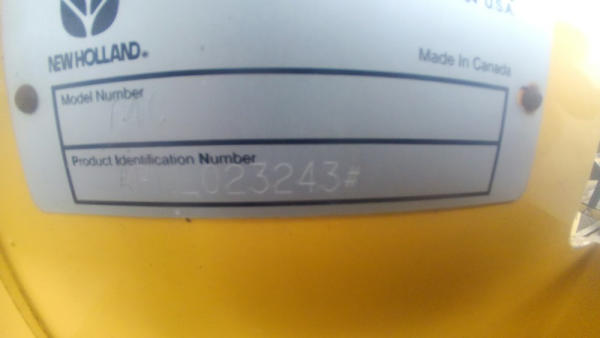 U.S.A.
NEW HOLLAND®
Made In Canada
Model Number
Product Identification Number
023243#